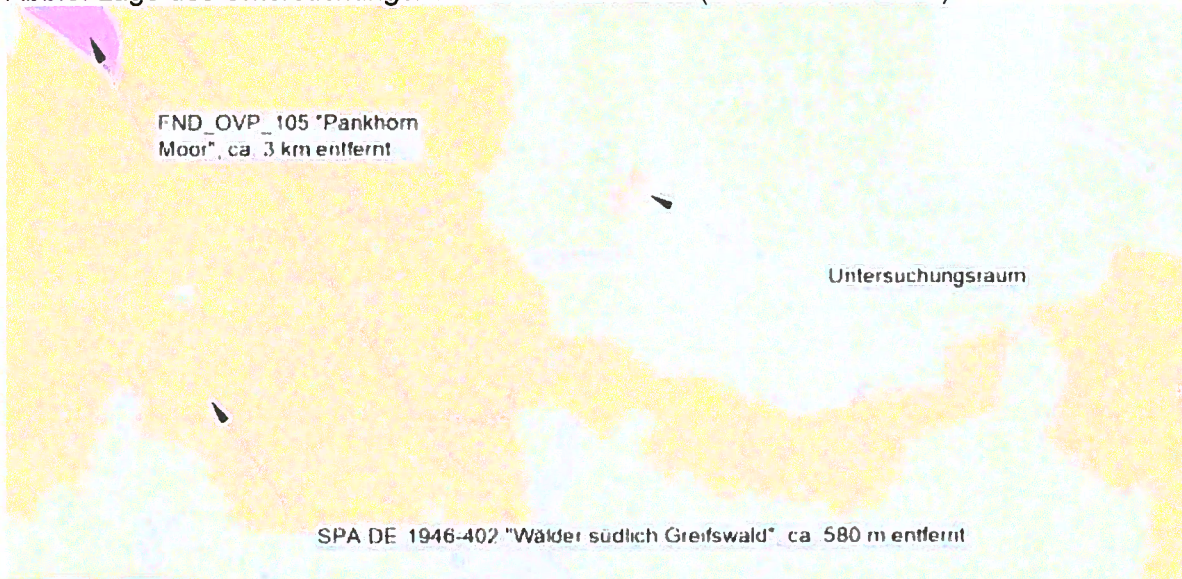 FND_OVP_105 "Pankhorn
Moor", ca. 3 km entfernt
Untersuchungsraum
SPA DE 1946-402 "Wälder südlich Greifswald" ca. 580 m entfernt